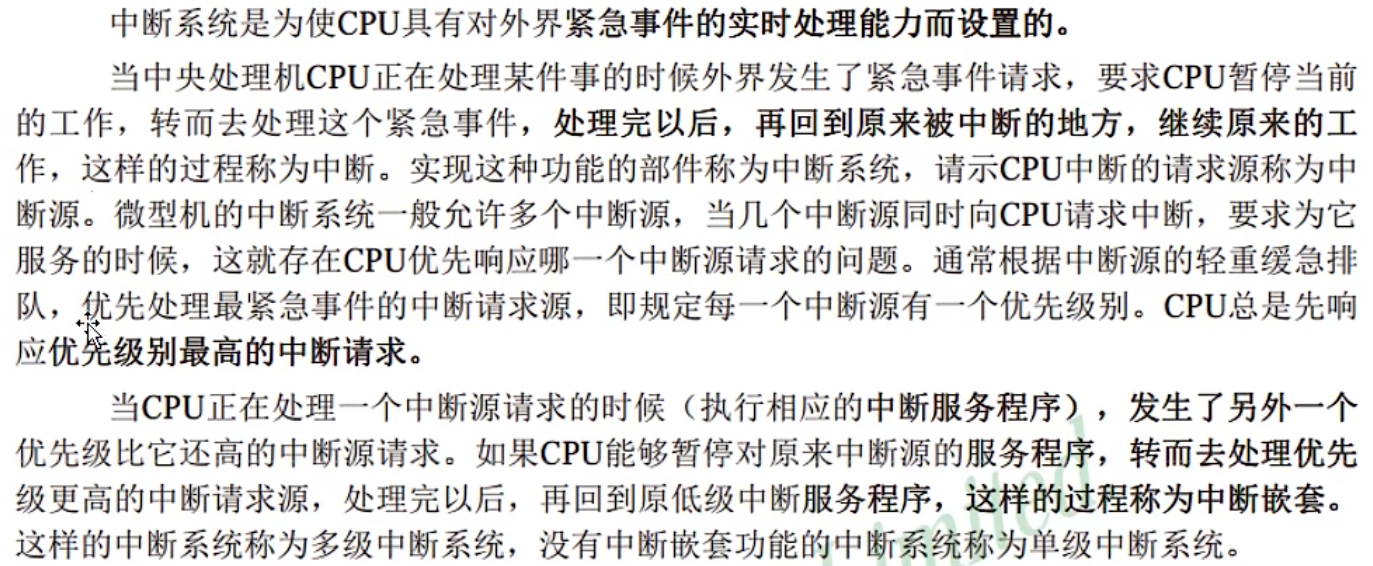 中断系统是为使CPU具有对外界紧急事件的实时处理能力而设置的。
当中央处理机CPU正在处理某件事的时候外界发生了紧急事件请求，要求CPU暂停当前
的工作，转而去处理这个紧急事件，处理完以后，再回到原来被中断的地方，继续原来的工
作，这样的过程称为中断。实现这种功能的部件称为中断系统，请示CPU中断的请求源称为中
断源。微型机的中断系统一般允许多个中断源，当几个中断源同时向CPU请求中断，要求为它
服务的时候，这就存在CPU优先响应哪一个中断源请求的问题。通常根据中断源的轻重缓急排
队，优先处理最紧急事件的中断请求源，即规定每一个中断源有一个优先级别。CPU总是先响
应优先级别最高的中断请求。
当CPU正在处理一个中断源请求的时候（执行相应的中断服务程序），发生了另外一个
优先级比它还高的中断源请求。如果CPU能够暂停对原来中断源的服务程序，转而去处理优先
级更高的中断请求源，处理完以后，再回到原低级中断服务程序，这样的过程称为中断嵌套。
这样的中断系统称为多级中断系统，没有中断嵌套功能的中断系统称为单级中断系统。
imited